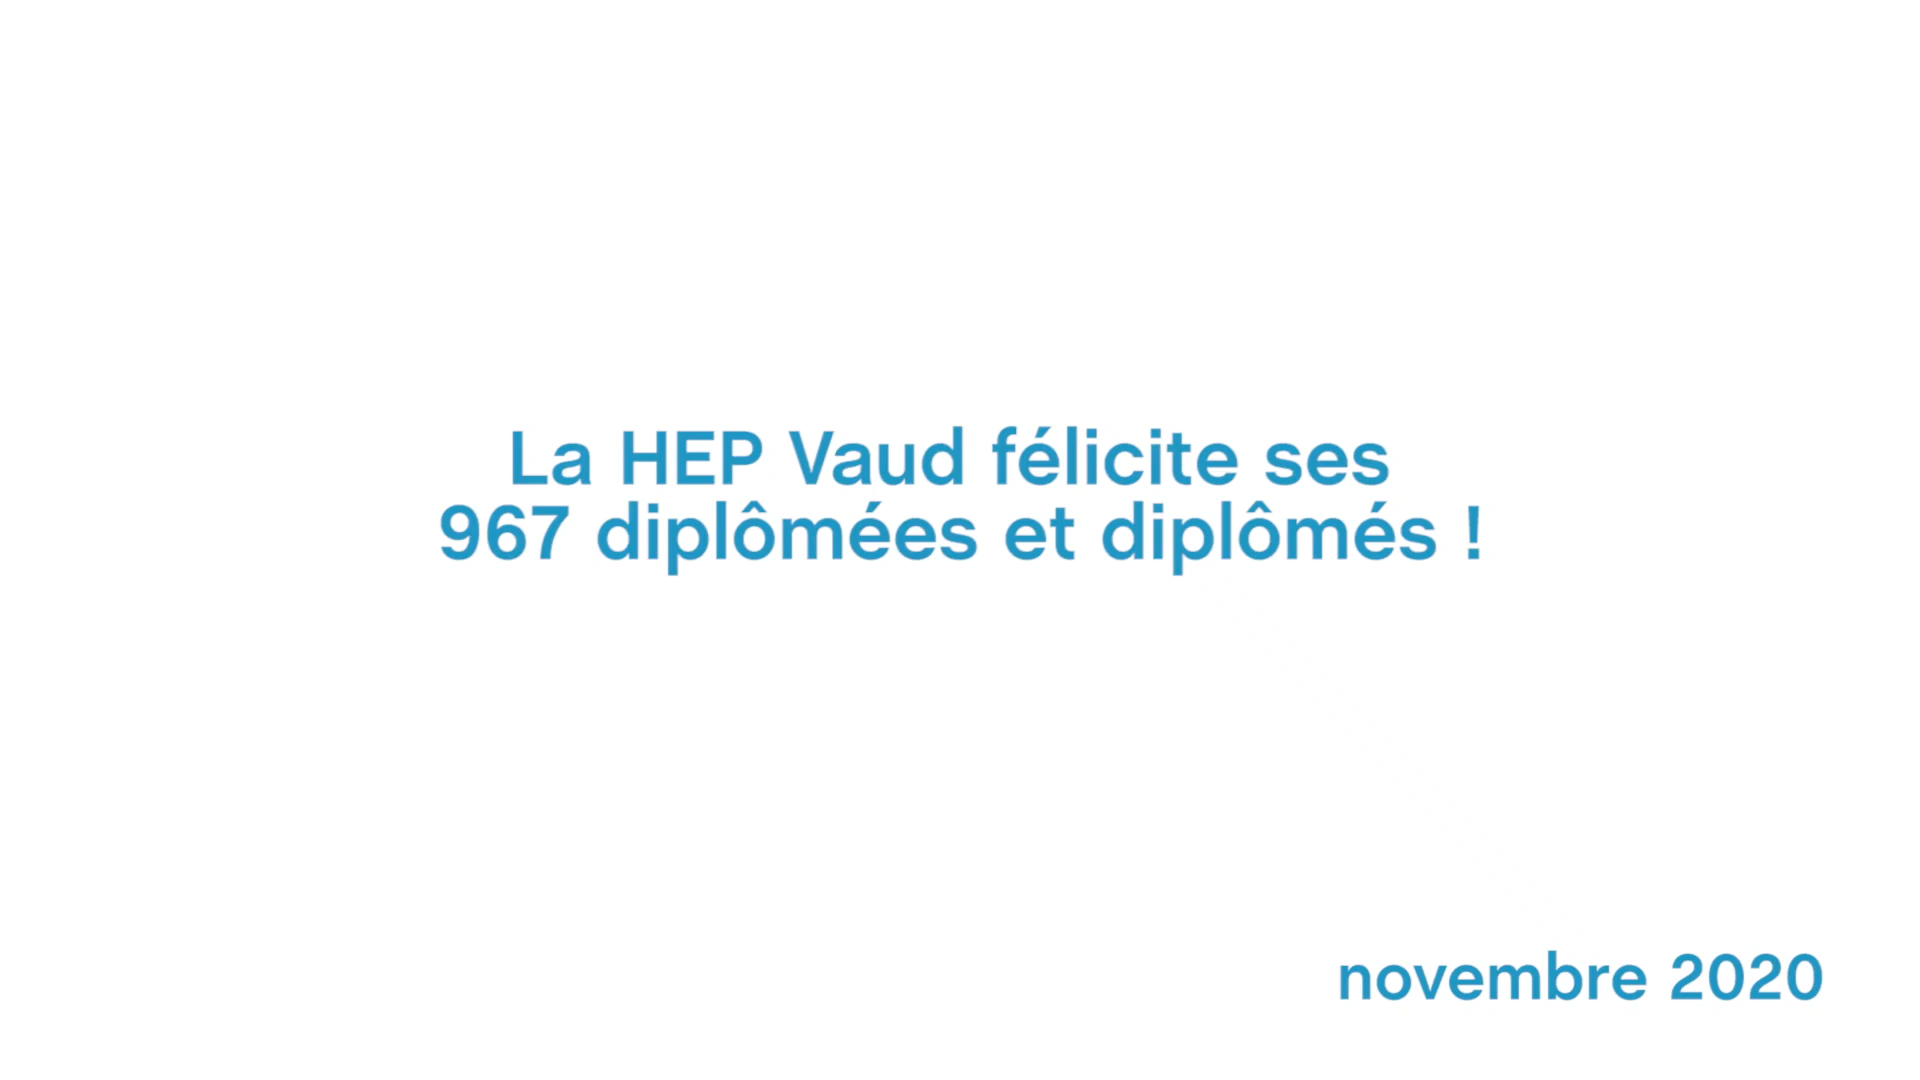 La HEP Vaud félicite ses
967 diplômées et diplômés !
novembre 2020